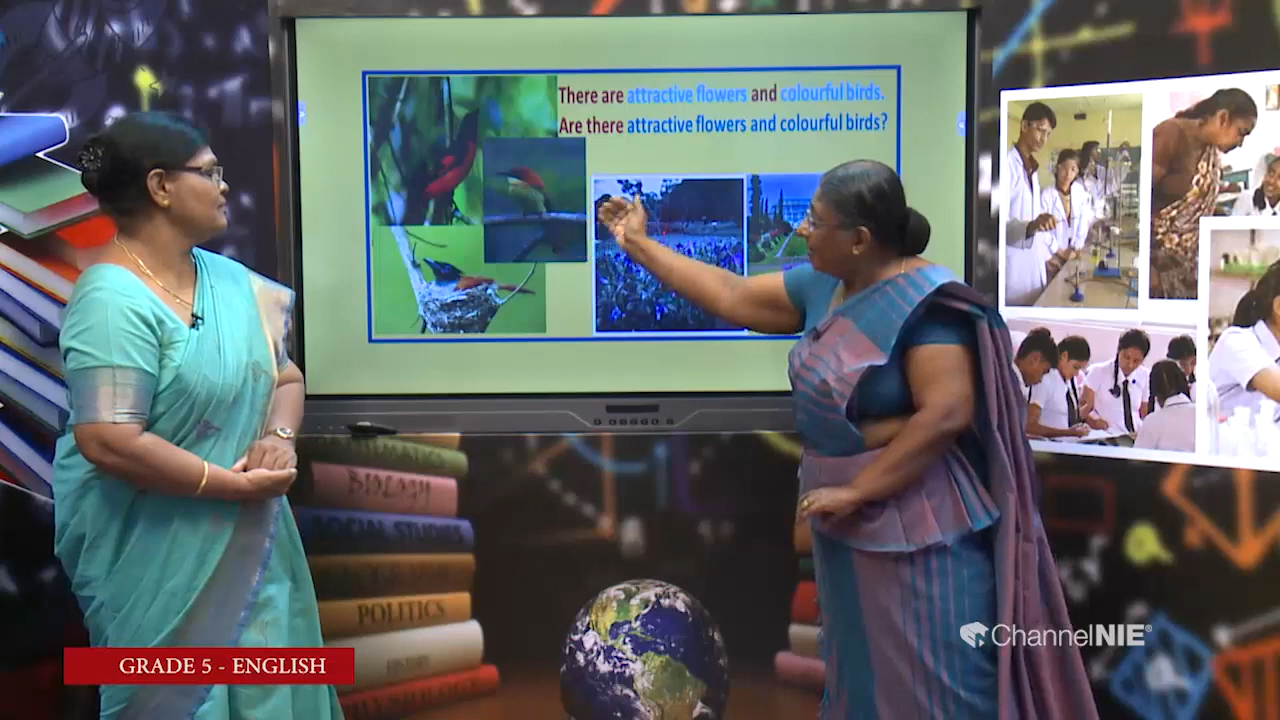 There are attractive flowers and colourful birds.
Are there attractive flowers and colourful birds?
BIOLOGY
SOCIAL STUDIES
POLITICS
HISTORY
GRADE 5 - ENGLISH
ChannelNIE®